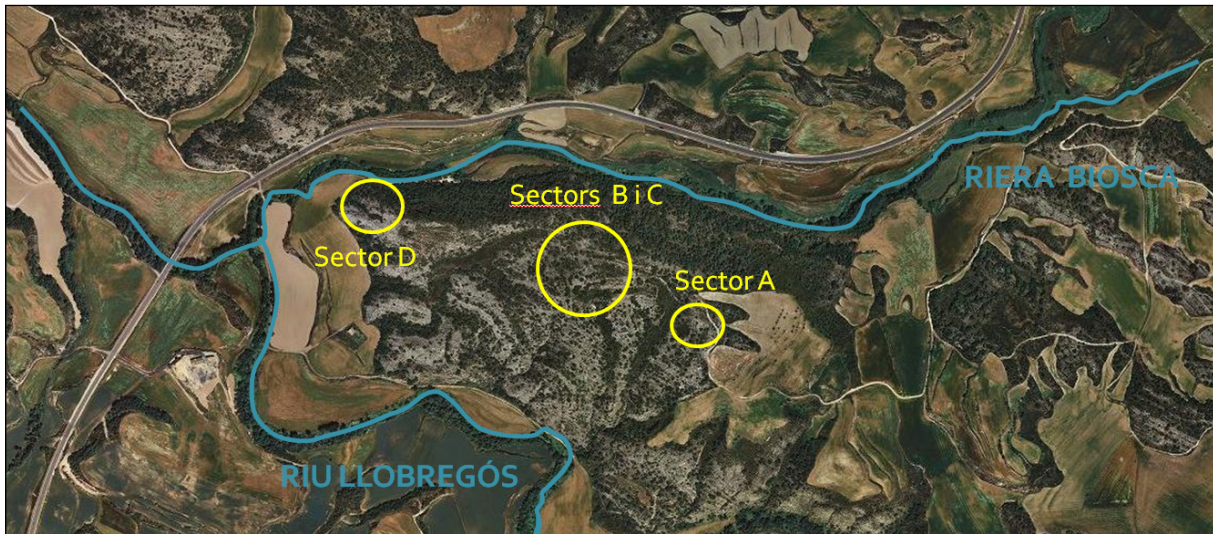 RIERA BIOSCA
Sectors B i C
Sector D
Sector A
RIU LLOBREGÓS